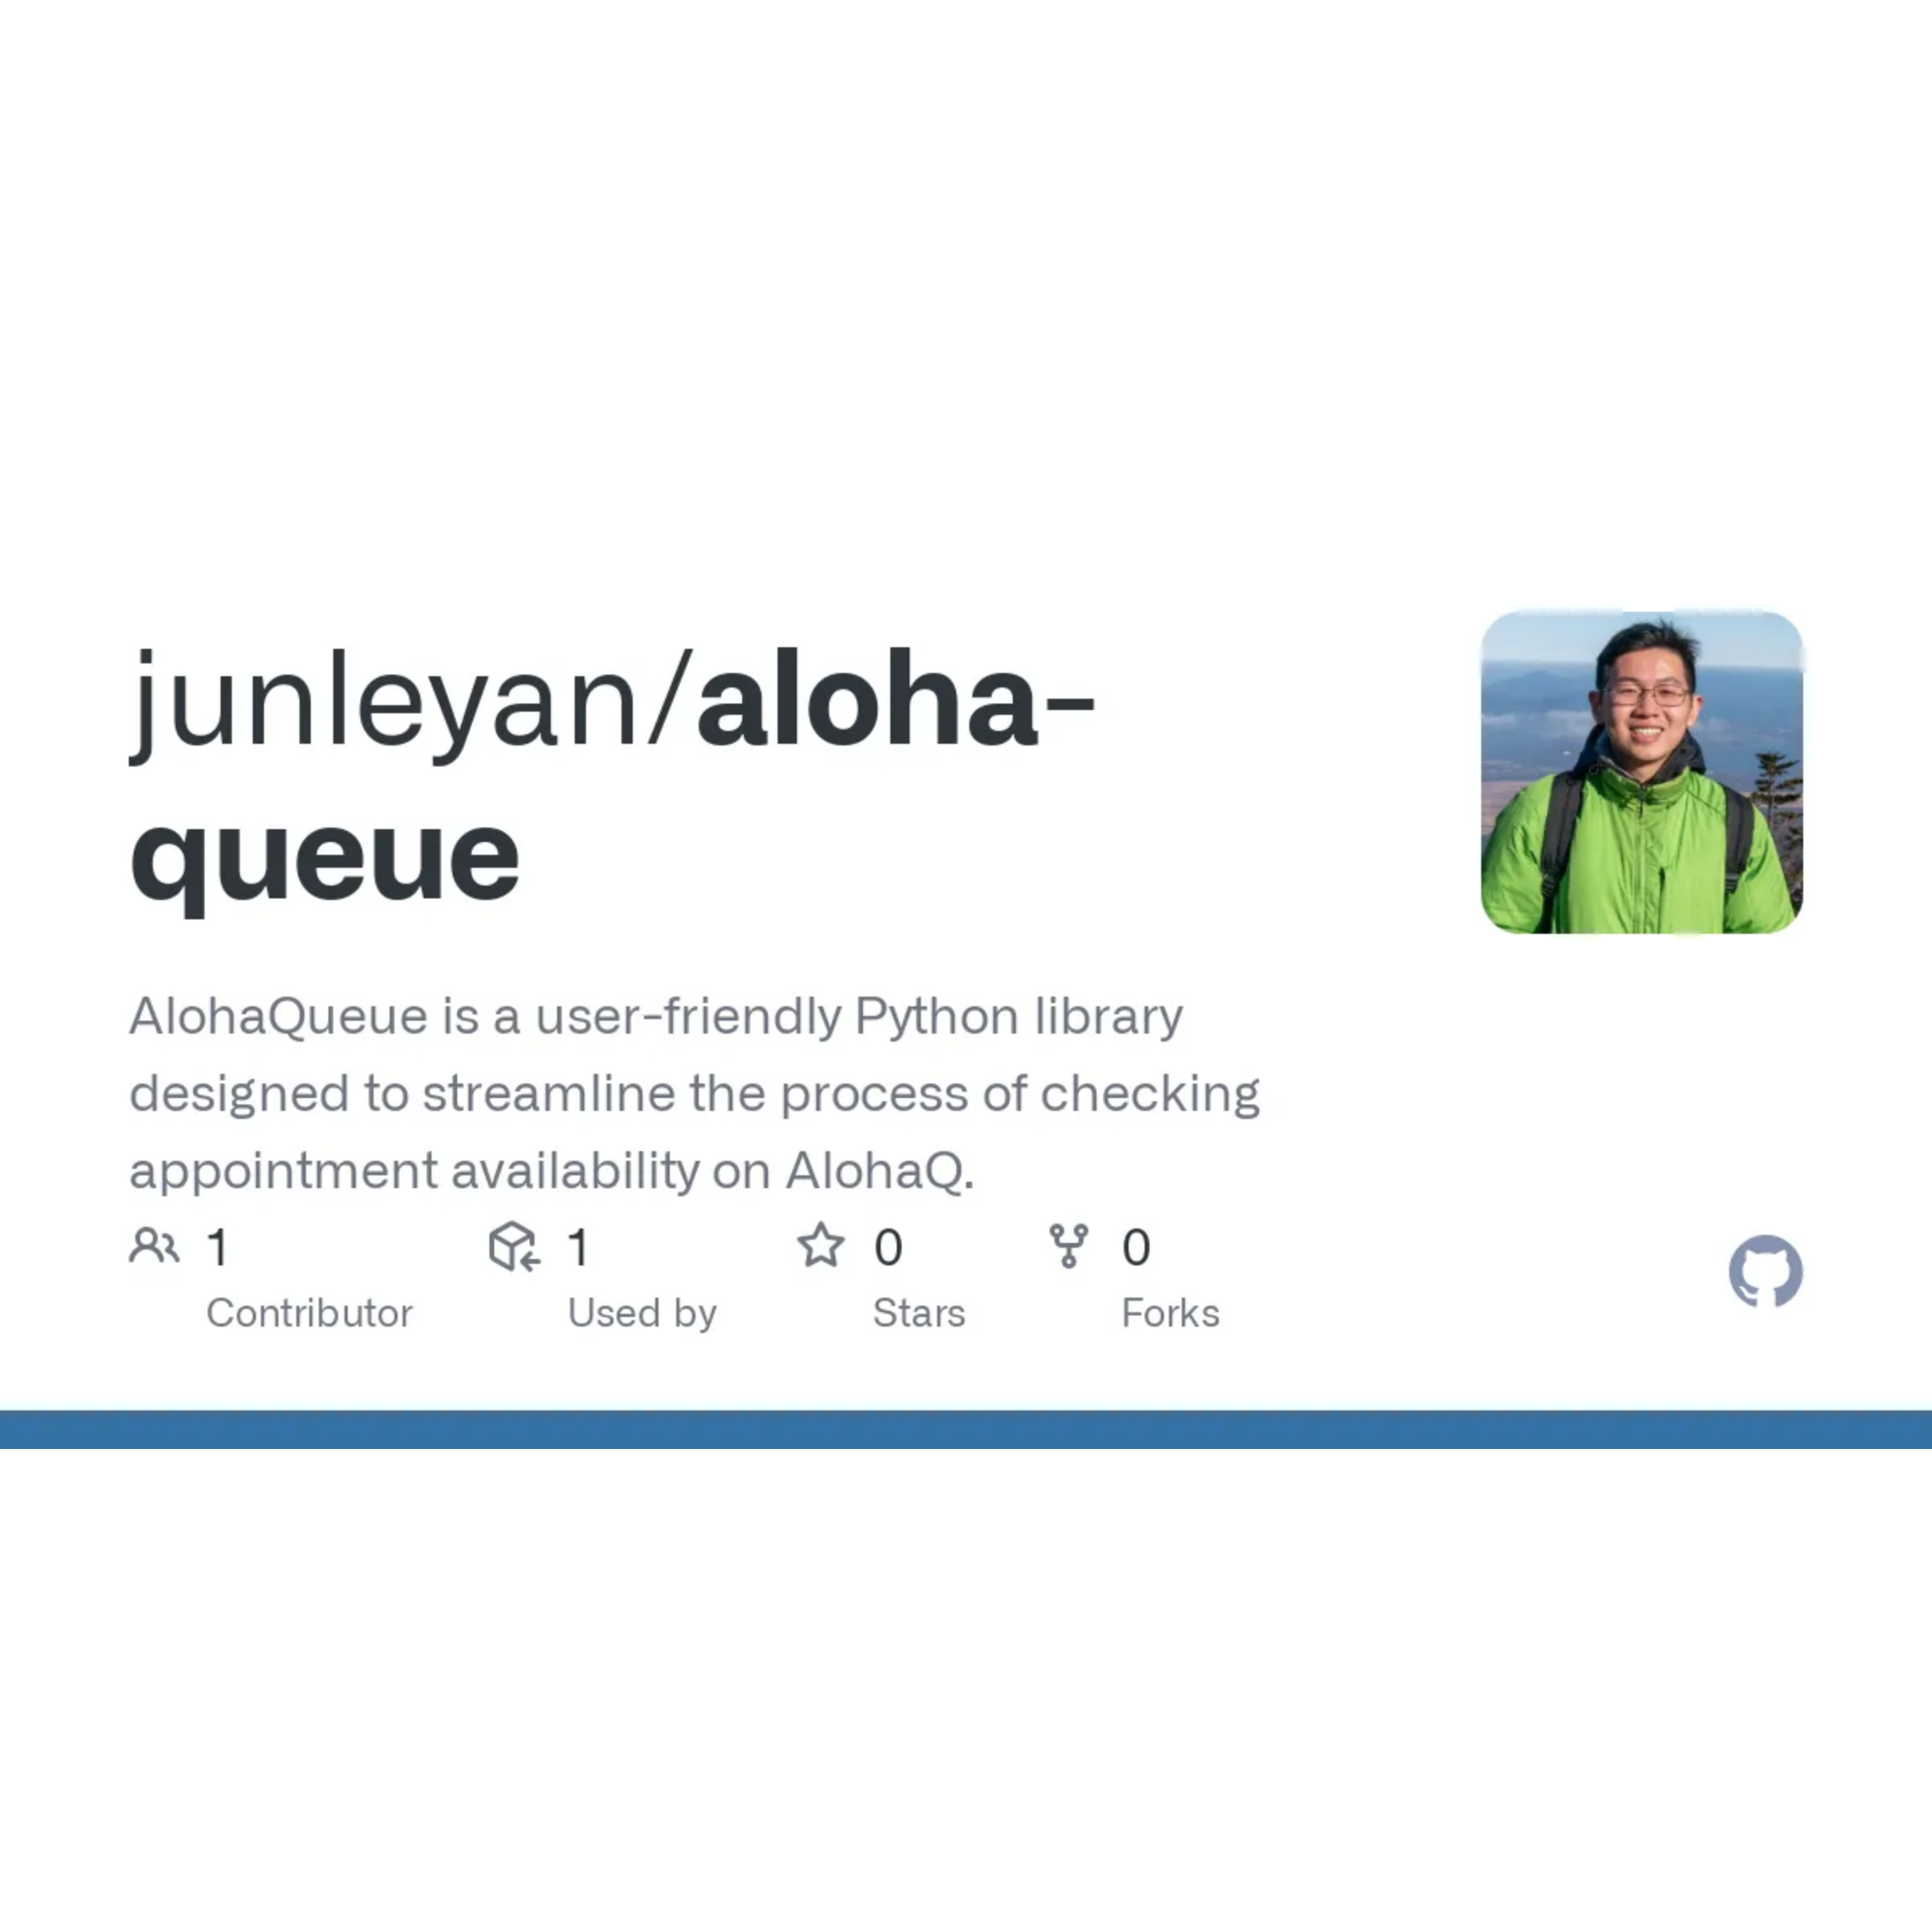 junleyan/aloha-
queue
AlohaQueue is a user-friendly Python library
designed to streamline the process of checking
appointment availability on AlohaQ.
1 1 0 0
Contributor Used by Stars Forks